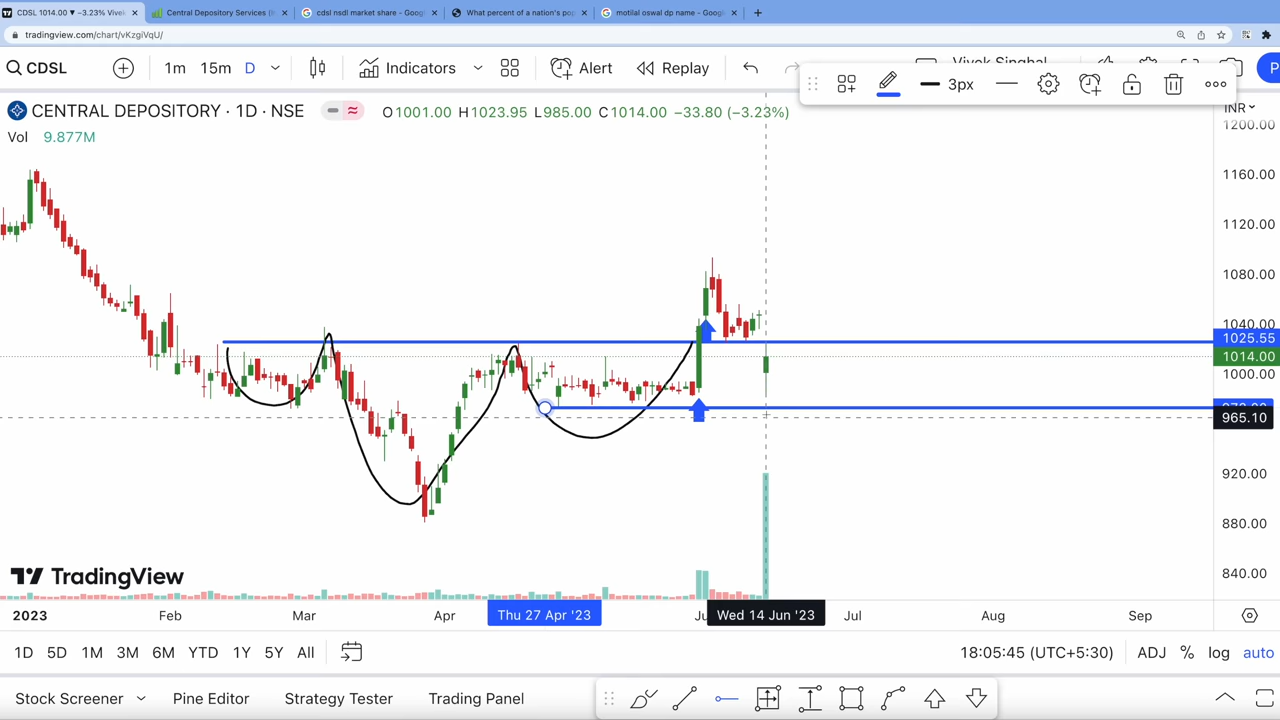 CDSL 1014.00 ▼ −3.23% Vivek
Central Depository Services (I
cdsl nsdl market share - Goog
What percent of a nation's pop
motilal oswal dp name - Googl
tradingview.com/chart/vKzgiVqU/
CDSL
1m 15m D
Indicators
Alert
Replay
Vivek Singhal
P
3px
CENTRAL DEPOSITORY · 1D · NSE
O1001.00 H1023.95 L985.00 C1014.00 −33.80 (−3.23%)
INR
Vol 9.877M
1200.00
1160.00
1120.00
1080.00
1040.00
1025.55
1014.00
1000.00
965.10
920.00
880.00
840.00
TradingView
2023 Feb Mar Apr Thu 27 Apr '23 Wed 14 Jun '23 Jul Aug Sep
1D 5D 1M 3M 6M YTD 1Y 5Y All
18:05:45 (UTC+5:30) ADJ % log auto
Stock Screener Pine Editor Strategy Tester Trading Panel